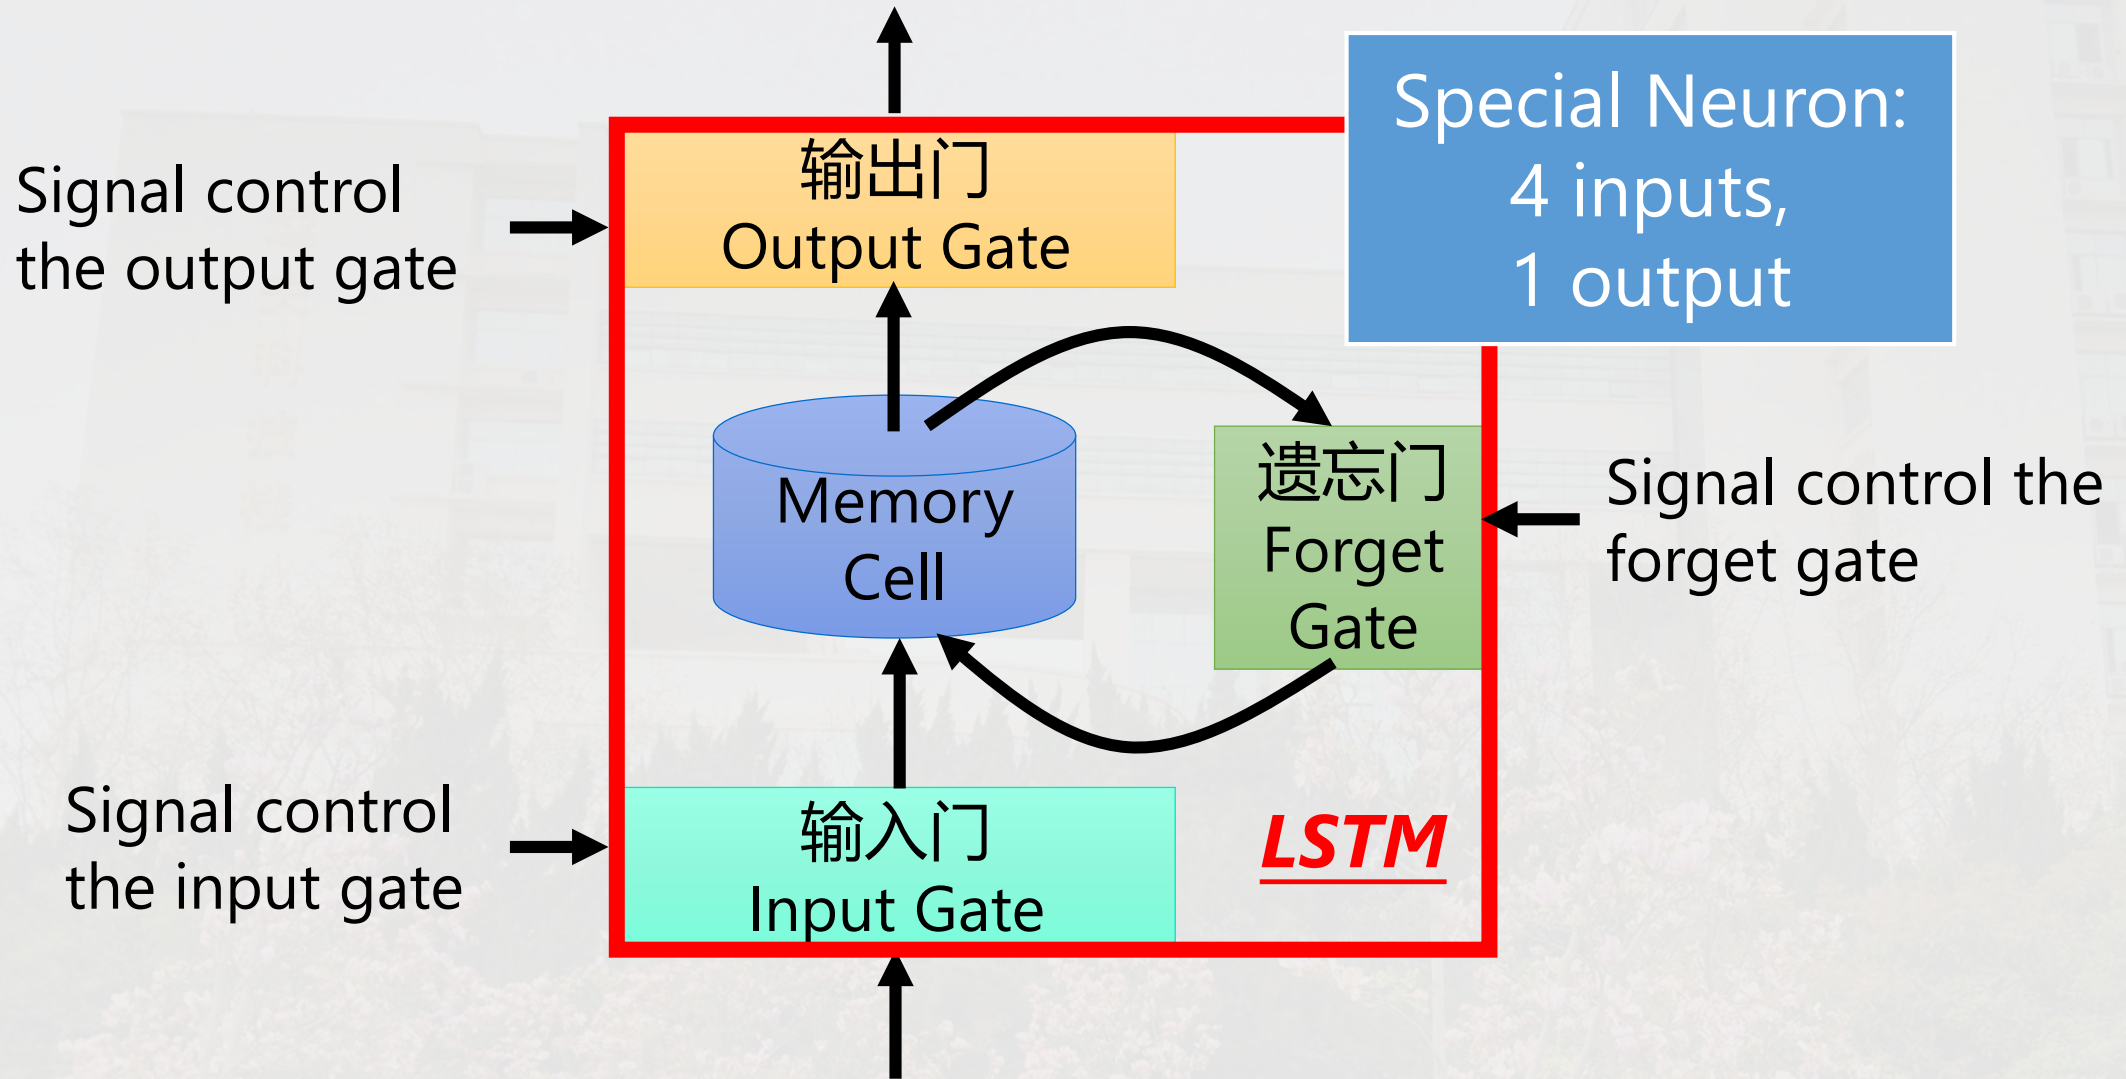 Special Neuron:
4 inputs,
1 output
输出门
Output Gate
Signal control
the output gate
Memory
Cell
遗忘门
Forget
Gate
Signal control the
forget gate
Signal control
the input gate
输入门
Input Gate
LSTM